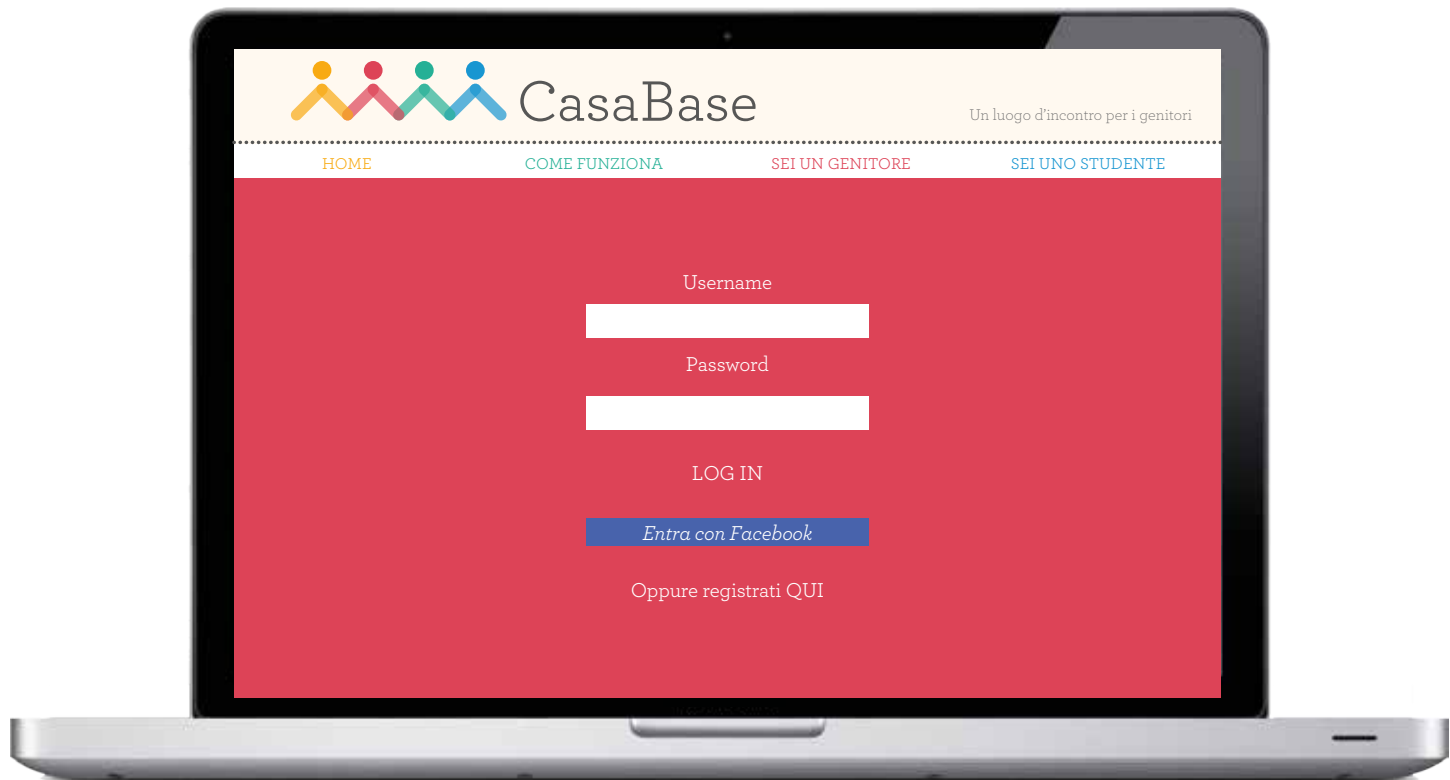 CasaBase
Un luogo d'incontro per i genitori
HOME COME FUNZIONA SEI UN GENITORE SEI UNO STUDENTE
Username
Password
LOG IN
Entra con Facebook
Oppure registrati QUI